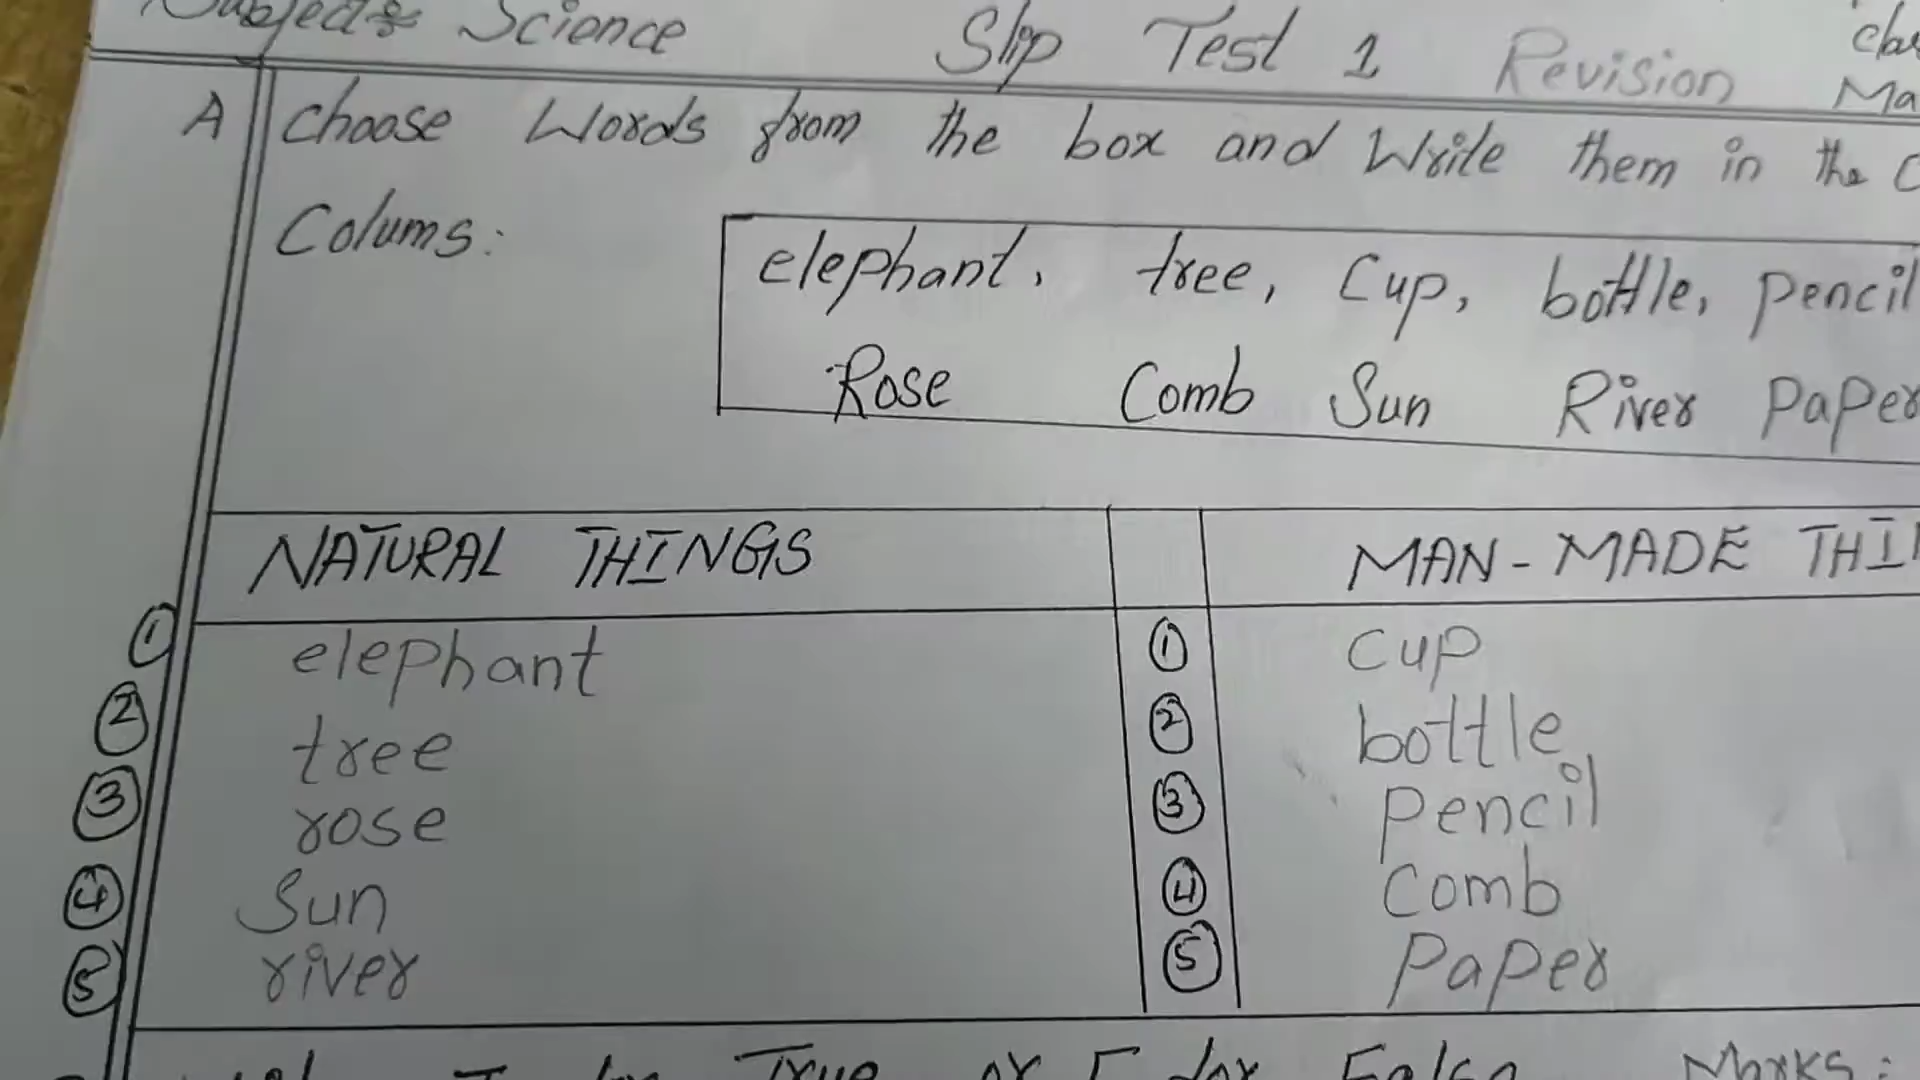 Subject: Science Slip Test 1 Revision
A Choose Words from the box and Write them in the
Colums:
elephant, tree, Cup, bottle, pencil
Rose Comb Sun River Paper
NATURAL THINGS MAN-MADE
① elephant ① Cup
② tree ② bottle
③ rose ③ Pencil
④ Sun ④ Comb
⑤ river ⑤ Paper
True or F for False Marks: